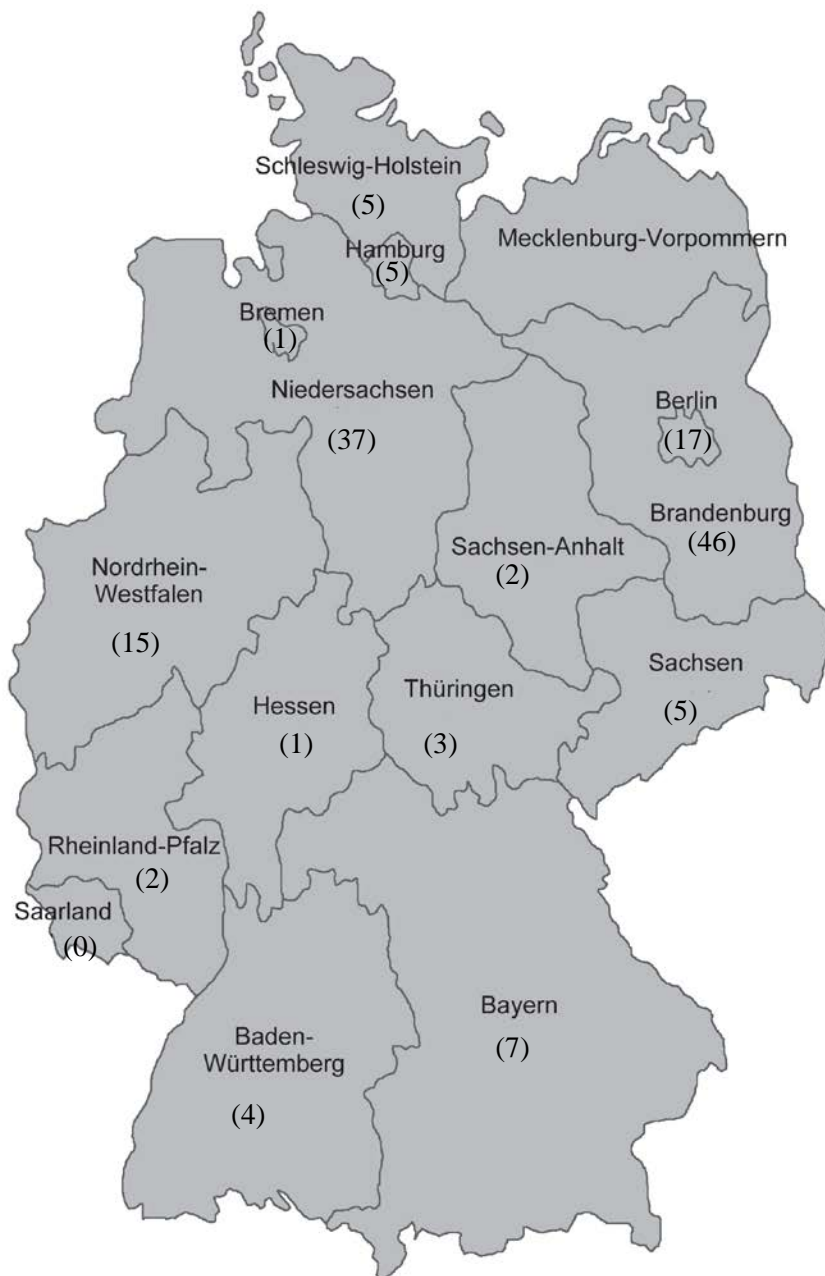 Schleswig-Holstein
(5)
Mecklenburg-Vorpommern
Hamburg
(5)
Bremen
(1)
Niedersachsen
(37)
Berlin
(17)
Brandenburg
(46)
Sachsen-Anhalt
(2)
Nordrhein-
Westfalen
(15)
Sachsen
(5)
Thüringen
(3)
Hessen
(1)
Rheinland-Pfalz
(2)
Saarland
(0)
Bayern
(7)
Baden-
Württemberg
(4)